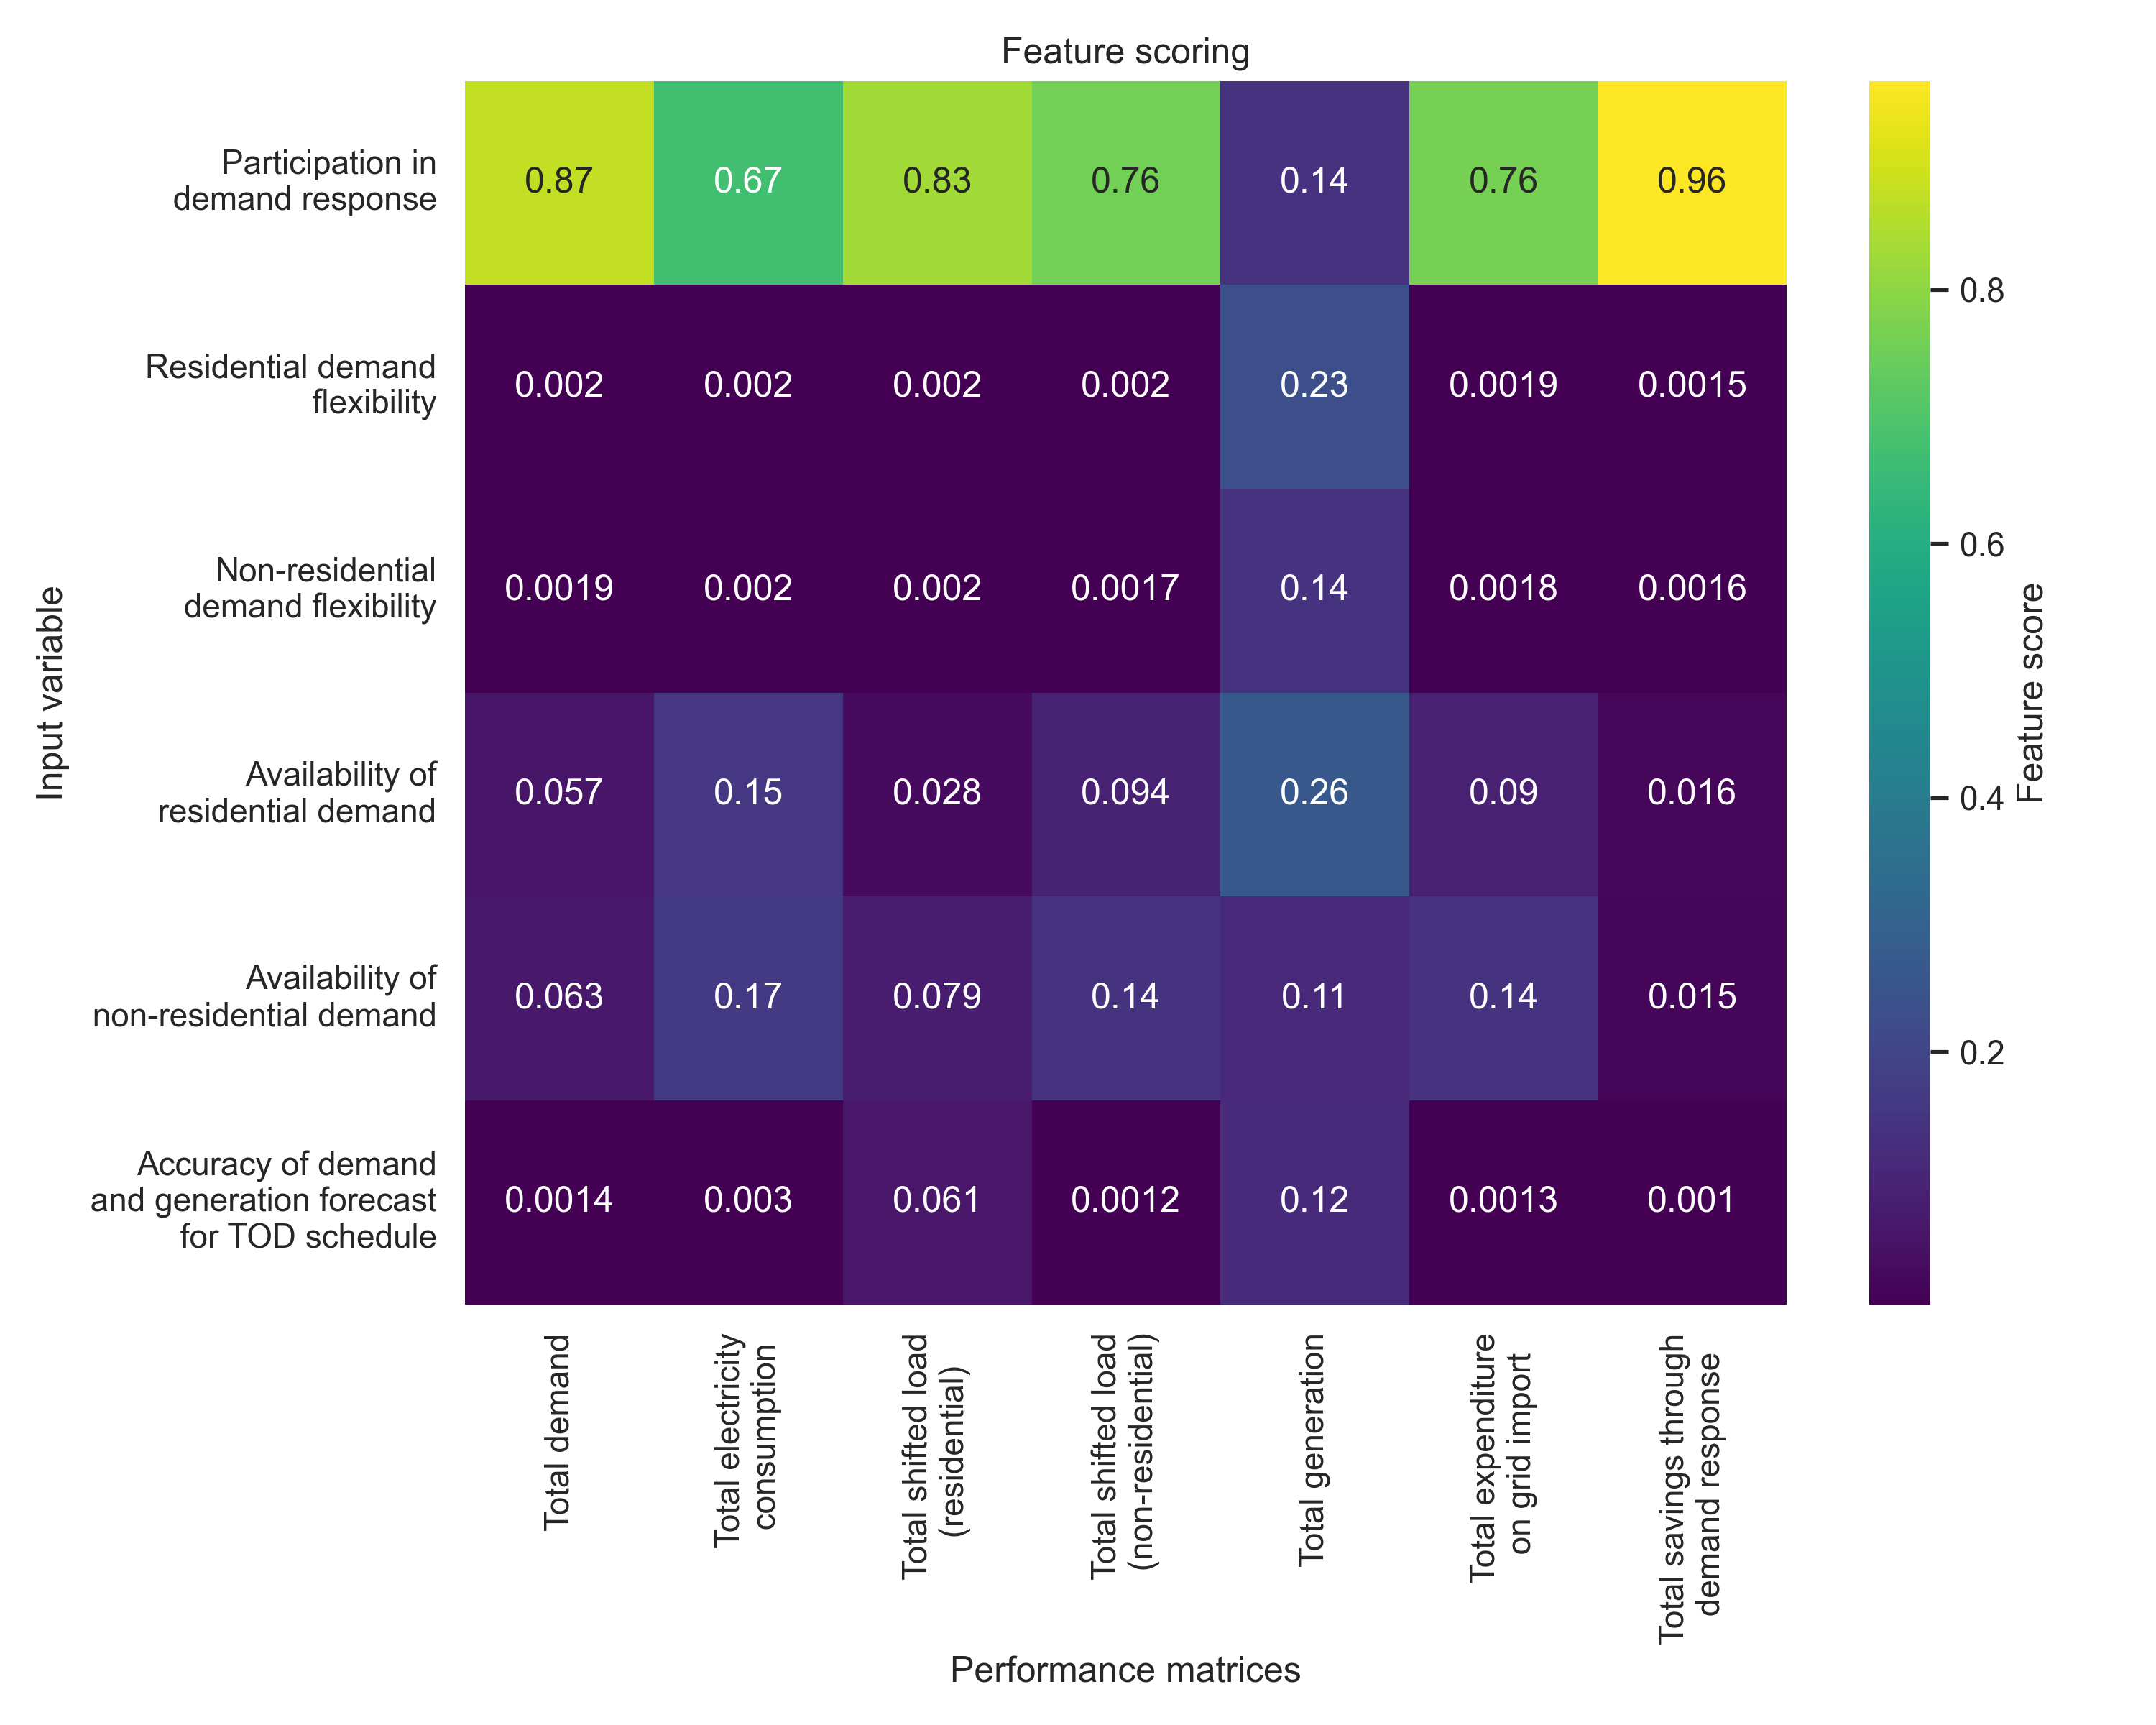 Feature scoring
Participation in
demand response
0.87 0.67 0.83 0.76 0.14 0.76 0.96
Residential demand
flexibility
0.002 0.002 0.002 0.002 0.23 0.0019 0.0015
Non-residential
demand flexibility
0.0019 0.002 0.002 0.0017 0.14 0.0018 0.0016
Availability of
residential demand
0.057 0.15 0.028 0.094 0.26 0.09 0.016
Availability of
non-residential demand
0.063 0.17 0.079 0.14 0.11 0.14 0.015
Accuracy of demand
and generation forecast
for TOD schedule
0.0014 0.003 0.061 0.0012 0.12 0.0013 0.001
Input variable
Total demand
Total electricity
consumption
Total shifted load
(residential)
Total shifted load
(non-residential)
Total generation
Total expenditure
on grid import
Total savings through
demand response
Performance matrices
0.8
0.6
0.4
0.2
Feature score